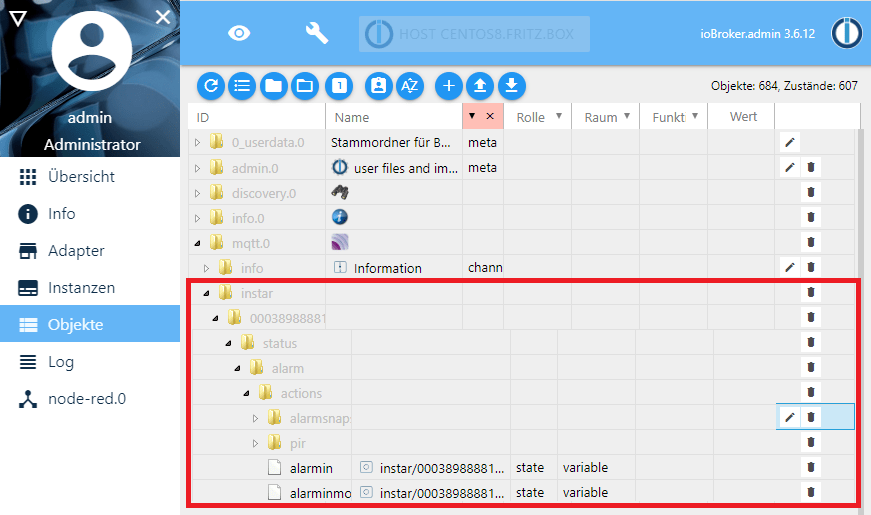 admin
Administrator
Übersicht
Info
Adapter
Instanzen
Objekte
Log
node-red.0
HOST CENTOS8.FRITZ.BOX
ioBroker.admin 3.6.12
Objekte: 684, Zustände: 607
ID Name Rolle Raum Funkt Wert
0_userdata.0 Stammordner für B... meta
admin.0 user files and im... meta
discovery.0
info.0
mqtt.0
info Information chann
instar
00038988881
status
alarm
actions
alarmsnaps
pir
alarmin instar/00038988881... state variable
alarminmo instar/00038988881... state variable